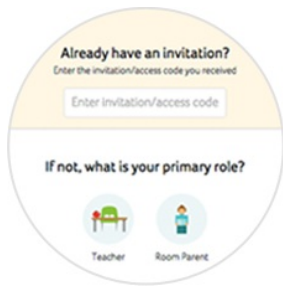 Already have an invitation?
Enter the invitation/access code you received
Enter invitation/access code
If not, what is your primary role?
Teacher Room Parent